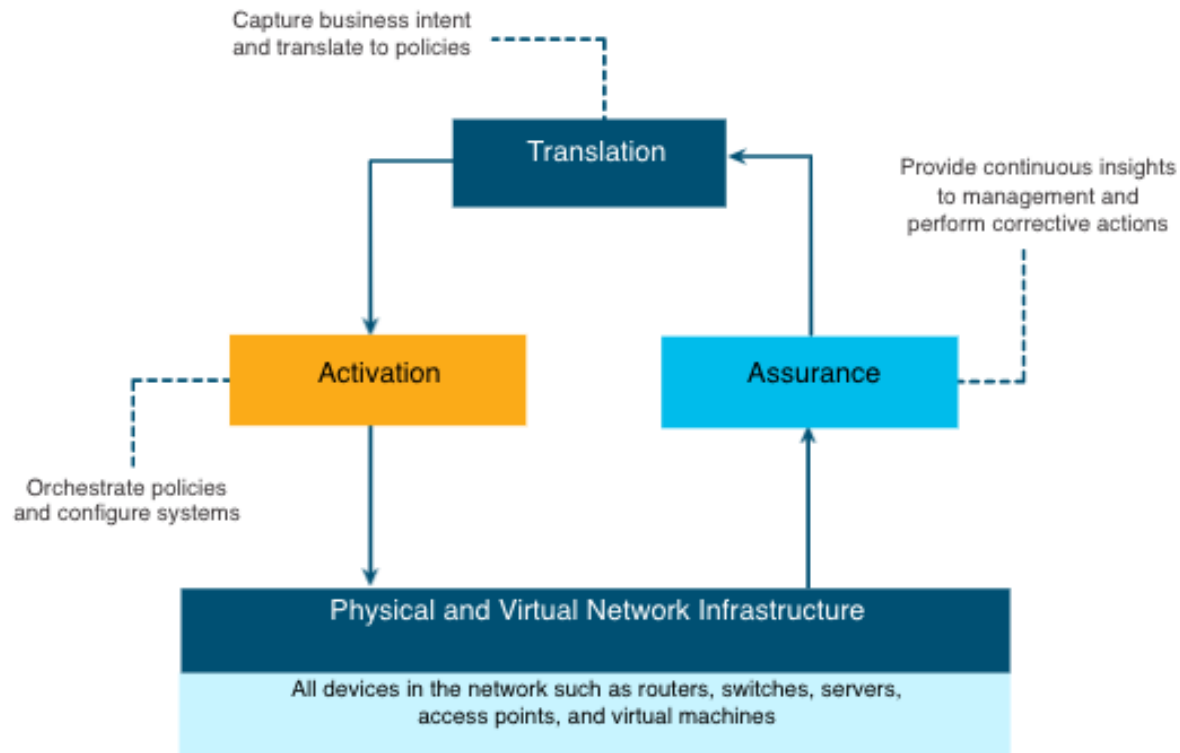 Capture business intent
and translate to policies
Translation
Provide continuous insights
to management and
perform corrective actions
Activation
Assurance
Orchestrate policies
and configure systems
Physical and Virtual Network Infrastructure
All devices in the network such as routers, switches, servers,
access points, and virtual machines